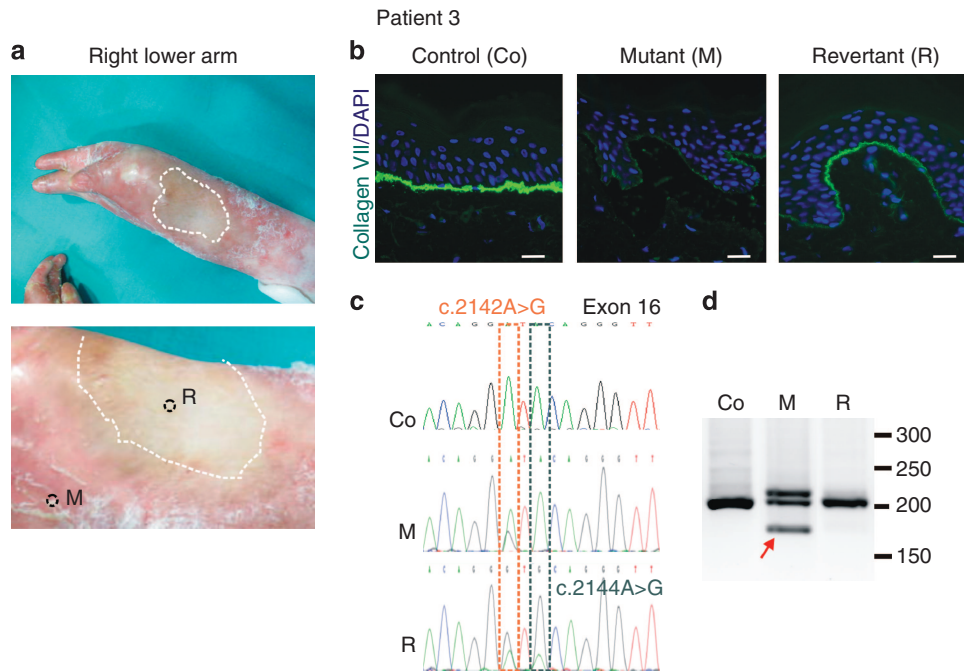 Patient 3
a
Right lower arm
R
M
b
Control (Co)
Mutant (M)
Revertant (R)
Collagen VII/DAPI
c
c.2142A>G
Exon 16
Co
A C A G G G T T
M
A C A G G T A C A G G G T T
R
A C A G G G T G C A G G G T T
c.2144A>G
d
Co
M
R
300
250
200
150